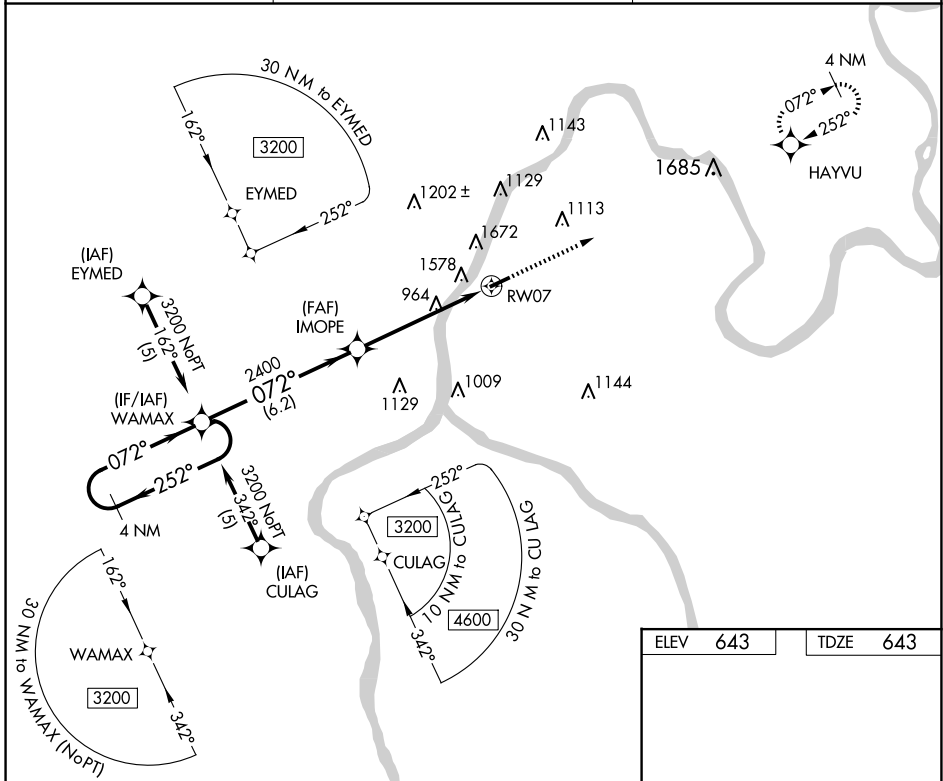 30 NM to EYMED
162°
3200
EYMED
252°
4 NM
072°
252°
HAYVU
1143
1685
1202 ±
1129
1113
1672
1578
964
RW07
(IAF)
EYMED
3200 NoPT
162°
(5)
(FAF)
IMOPE
2400
072°
(6.2)
(IF/IAF)
WAMAX
1129
1009
1144
072°
252°
4 NM
3200 NoPT
342°
(5)
(IAF)
CULAG
252°
3200
CULAG
10 NM to CULAG
30 NM to CULAG
4600
342°
162°
WAMAX
3200
30 NM to WAMAX (NoPT)
342°
ELEV 643
TDZE 643